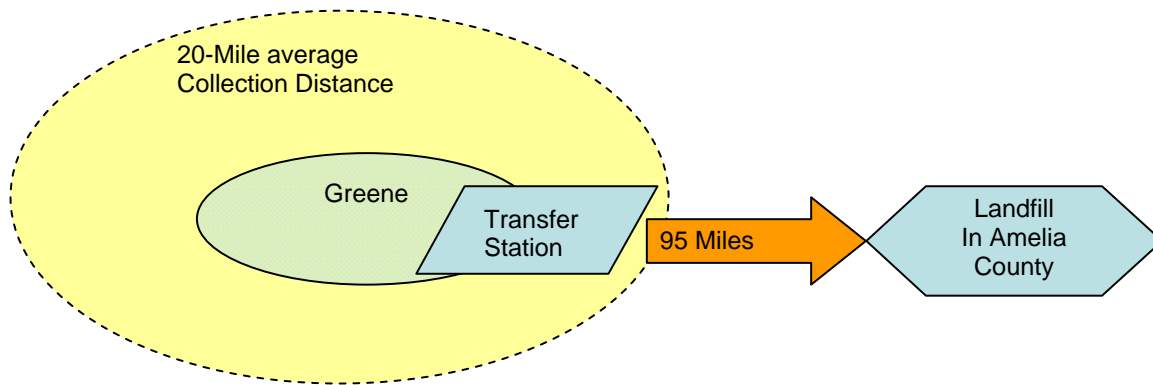 20-Mile average
Collection Distance
Greene
Transfer
Station
95 Miles
Landfill
In Amelia
County